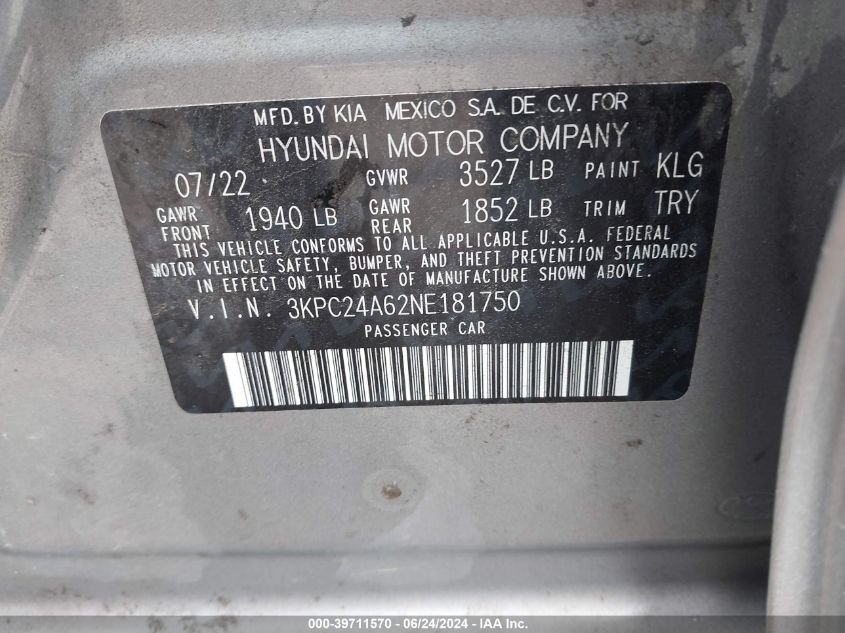 MFD. BY KIA MEXICO S.A. DE C.V. FOR
HYUNDAI MOTOR COMPANY
07/22 GVWR 3527 LB PAINT KLG
GAWR FRONT 1940 LB GAWR REAR 1852 LB TRIM TRY
THIS VEHICLE CONFORMS TO ALL APPLICABLE U.S.A. FEDERAL
MOTOR VEHICLE SAFETY, BUMPER, AND THEFT PREVENTION STANDARDS
IN EFFECT ON THE DATE OF MANUFACTURE SHOWN ABOVE.
V.I.N. 3KPC24A62NE181750
PASSENGER CAR
000-39711570 - 06/24/2024 - IAA Inc.